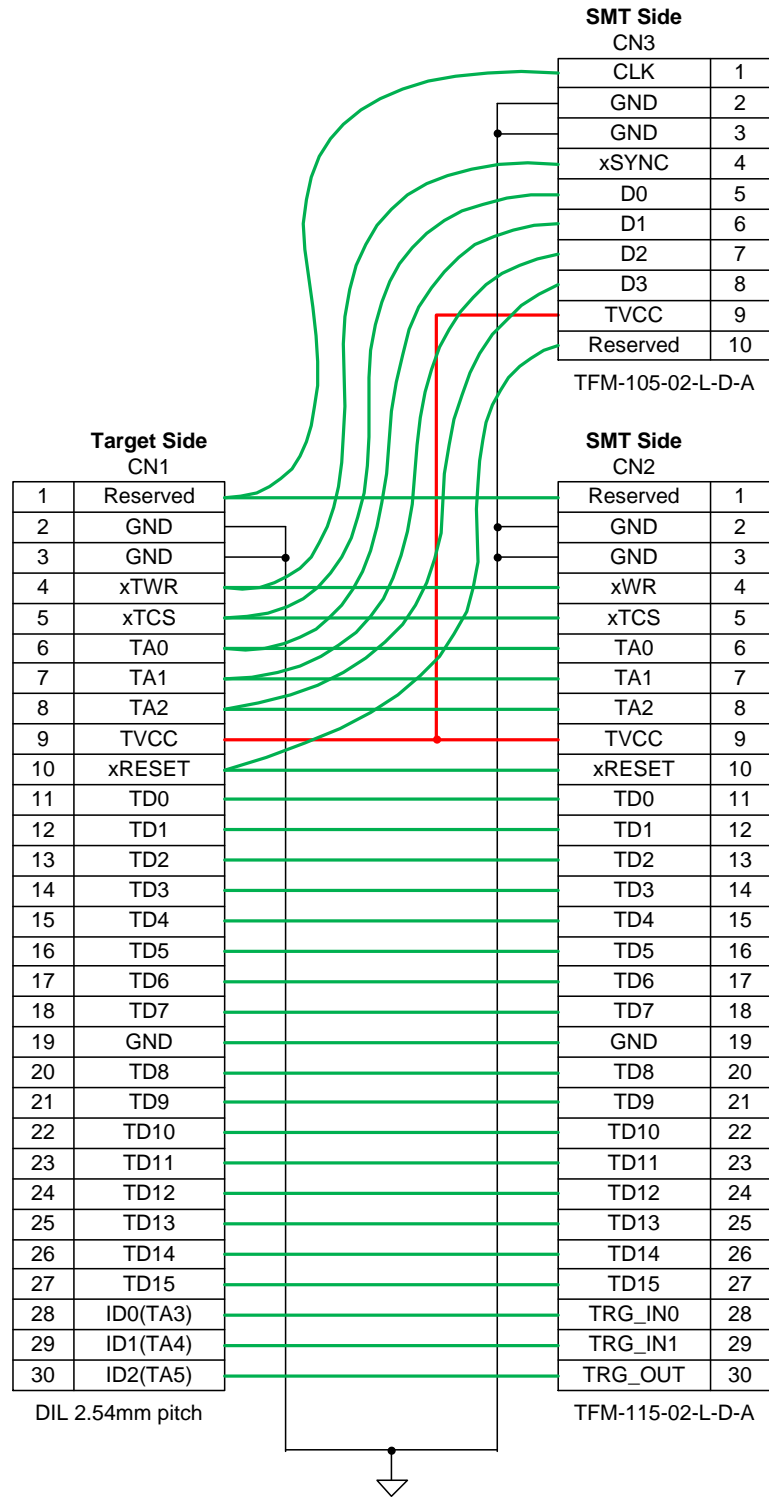 SMT Side
CN3
CLK 1
GND 2
GND 3
xSYNC 4
D0 5
D1 6
D2 7
D3 8
TVCC 9
Reserved 10
TFM-105-02-L-D-A
Target Side
CN1
1 Reserved
2 GND
3 GND
4 xTWR
5 xTCS
6 TA0
7 TA1
8 TA2
9 TVCC
10 xRESET
11 TD0
12 TD1
13 TD2
14 TD3
15 TD4
16 TD5
17 TD6
18 TD7
19 GND
20 TD8
21 TD9
22 TD10
23 TD11
24 TD12
25 TD13
26 TD14
27 TD15
28 ID0(TA3)
29 ID1(TA4)
30 ID2(TA5)
DIL 2.54mm pitch
SMT Side
CN2
Reserved 1
GND 2
GND 3
xWR 4
xTCS 5
TA0 6
TA1 7
TA2 8
TVCC 9
xRESET 10
TD0 11
TD1 12
TD2 13
TD3 14
TD4 15
TD5 16
TD6 17
TD7 18
GND 19
TD8 20
TD9 21
TD10 22
TD11 23
TD12 24
TD13 25
TD14 26
TD15 27
TRG_IN0 28
TRG_IN1 29
TRG_OUT 30
TFM-115-02-L-D-A